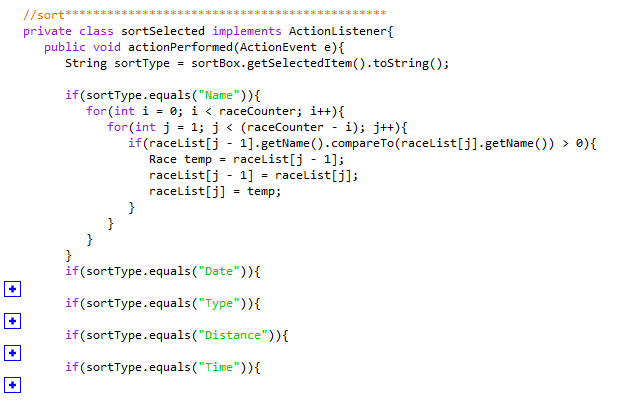 //sort**********************************************
private class sortSelected implements ActionListener{
   public void actionPerformed(ActionEvent e){
      String sortType = sortBox.getSelectedItem().toString();

      if(sortType.equals("Name")){
         for(int i = 0; i < raceCounter; i++){
            for(int j = 1; j < (raceCounter - i); j++){
               if(raceList[j - 1].getName().compareTo(raceList[j].getName()) > 0){
                  Race temp = raceList[j - 1];
                  raceList[j - 1] = raceList[j];
                  raceList[j] = temp;
               }
            }
         }
      }
      if(sortType.equals("Date")){
      if(sortType.equals("Type")){
      if(sortType.equals("Distance")){
      if(sortType.equals("Time")){